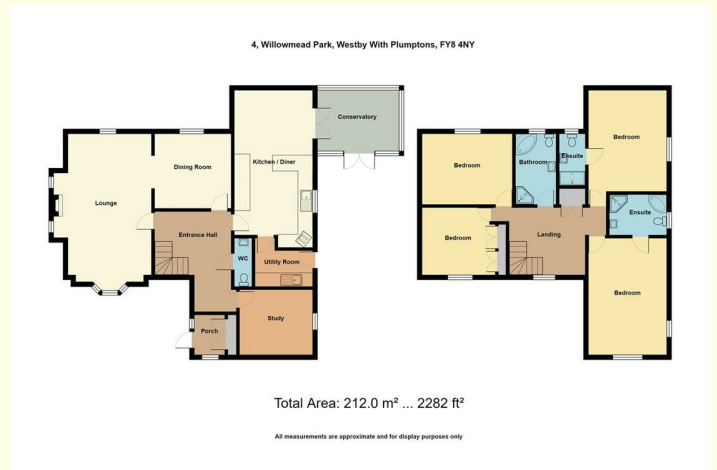 4, Willowmead Park, Westby With Plumptons, FY8 4NY
Conservatory
Kitchen / Diner
Dining Room
Lounge
Entrance Hall
WC
Utility Room
Study
Porch
Bedroom
Bathroom
Ensuite
Bedroom
Ensuite
Bedroom
Landing
Bedroom
Total Area: 212.0 m² ... 2282 ft²
All measurements are approximate and for display purposes only